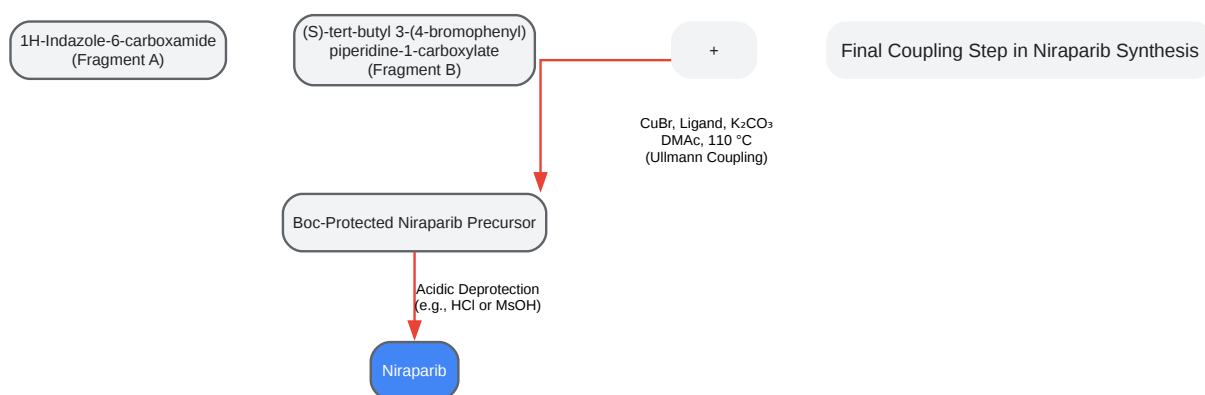 1H-Indazole-6-carboxamide
(Fragment A)
(S)-tert-butyl 3-(4-bromophenyl)
piperidine-1-carboxylate
(Fragment B)
+
Final Coupling Step in Niraparib Synthesis
CuBr, Ligand, K₂CO₃
DMAc, 110 °C
(Ullmann Coupling)
Boc-Protected Niraparib Precursor
Acidic Deprotection
(e.g., HCl or MsOH)
Niraparib